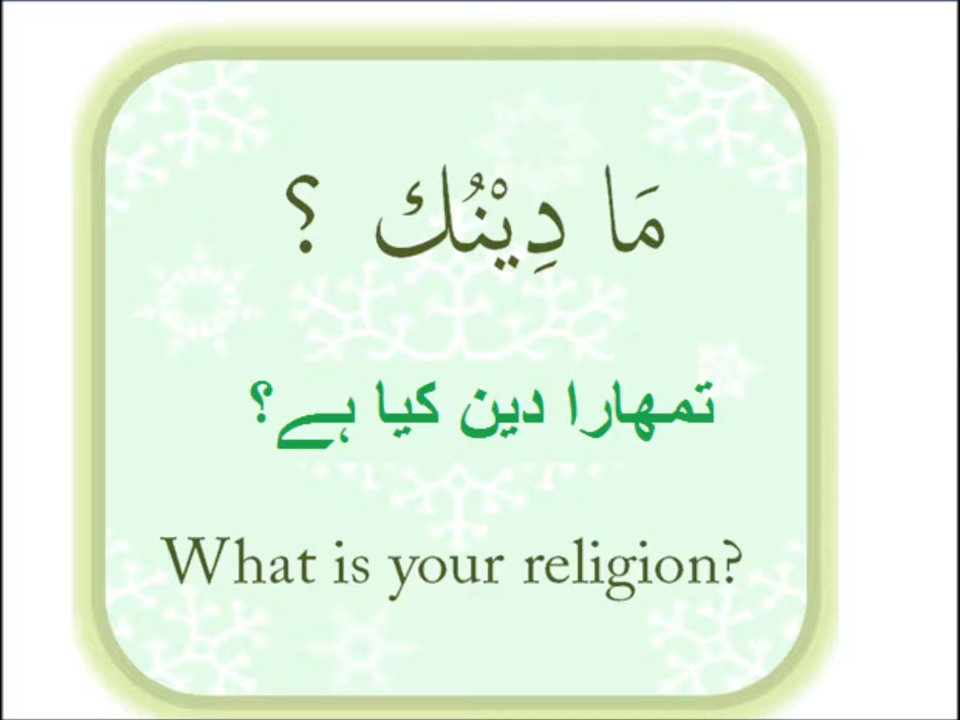 مَا دِيْنُك ؟
تمھارا دین کیا ہے؟
What is your religion?